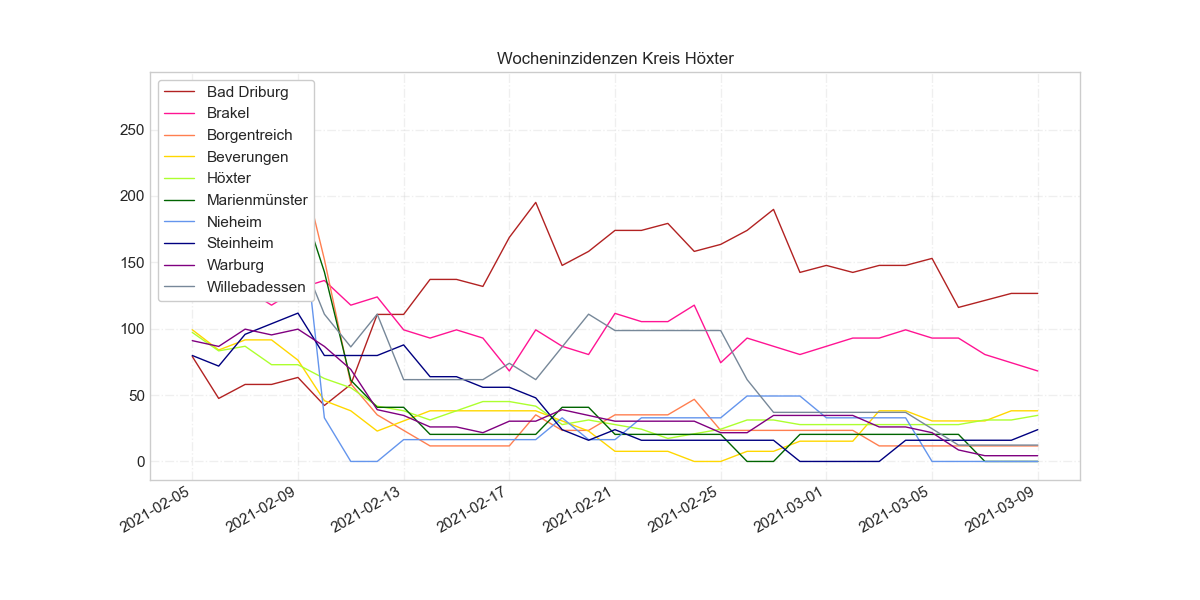 Wocheninzidenzen Kreis Höxter
Bad Driburg
Brakel
Borgentreich
Beverungen
Höxter
Marienmünster
Nieheim
Steinheim
Warburg
Willebadessen
250
200
150
100
50
0
2021-02-05
2021-02-09
2021-02-13
2021-02-17
2021-02-21
2021-02-25
2021-03-01
2021-03-05
2021-03-09